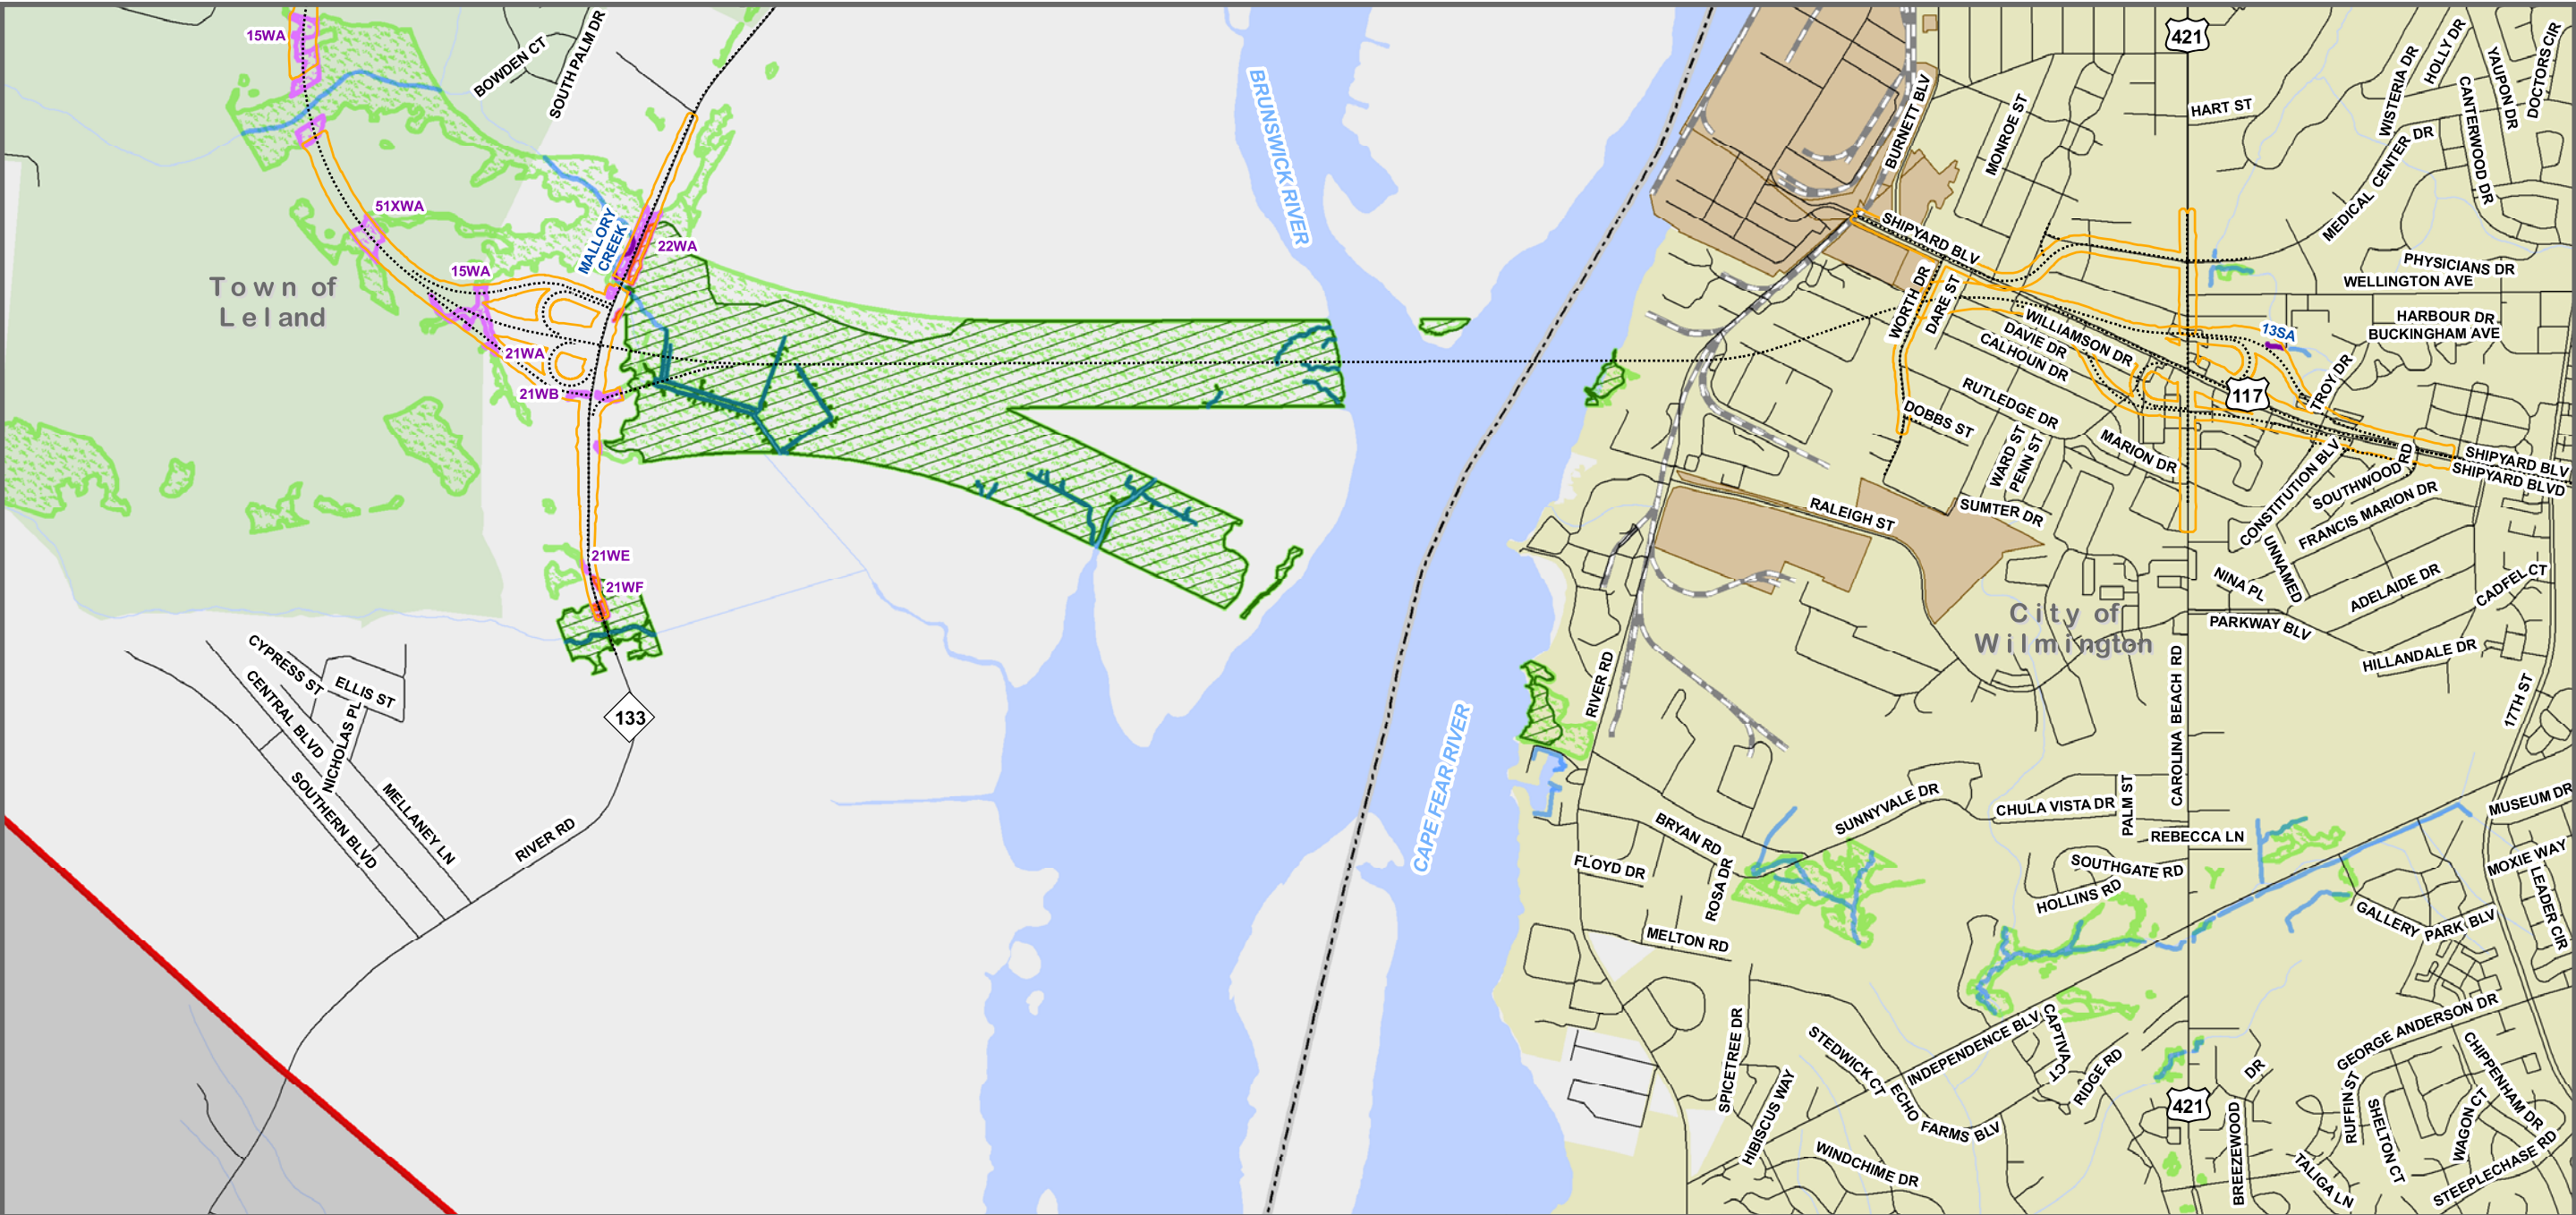 15WA
BOWDEN CT
SOUTH PALM DR
BRUNSWICK RIVER
BURNETT BLV
MONROE ST
421
HART ST
WISTERIA DR
HOLLY DR
YAUPON DR
DOCTORS CIR
CANTERWOOD DR
MEDICAL CENTER DR
51XWA
MALLORY
CREEK
22WA
SHIPYARD BLV
PHYSICIANS DR
WELLINGTON AVE
15WA
Town of
Leland
WORTH DR
DARE ST
WILLIAMSON DR
DAVIE DR
CALHOUN DR
13SA
HARBOUR DR
BUCKINGHAM AVE
21WA
21WB
RUTLEDGE DR
117
TROY DR
DOBBS ST
WARD ST
PENN ST
MARION DR
CONSTITUTION BLV
SOUTHWOOD RD
SHIPYARD BLV
SHIPYARD BLVD
FRANCIS MARION DR
RALEIGH ST
SUMTER DR
UNNAMED
21WE
21WF
NINA PL
ADELAIDE DR
CADFEL CT
City of
Wilmington
PARKWAY BLV
HILLANDALE DR
CYPRESS ST
ELLIS ST
CENTRAL BLVD
NICHOLAS PL
SOUTHERN BLVD
MELLANEY LN
133
RIVER RD
RIVER RD
CAPE FEAR RIVER
CAROLINA BEACH RD
17TH ST
SUNNYVALE DR
CHULA VISTA DR
PALM ST
MUSEUM DR
BRYAN RD
REBECCA LN
FLOYD DR
ROSA DR
SOUTHGATE RD
HOLLINS RD
MOXIE WAY
LEADER CIR
GALLERY PARK BLV
MELTON RD
SPICETREE DR
STEDWICK CT
INDEPENDENCE BLV
CAPTIVA CT
RIDGE RD
GEORGE ANDERSON DR
CHIPPENHAM DR
HIBISCUS WAY
ECHO FARMS BLV
421
DR
BREEZEWOOD
RUFFIN ST
SHELTON CT
WAGON CT
WINDCHIME DR
TALIGA LN
STEEPLECHASE RD